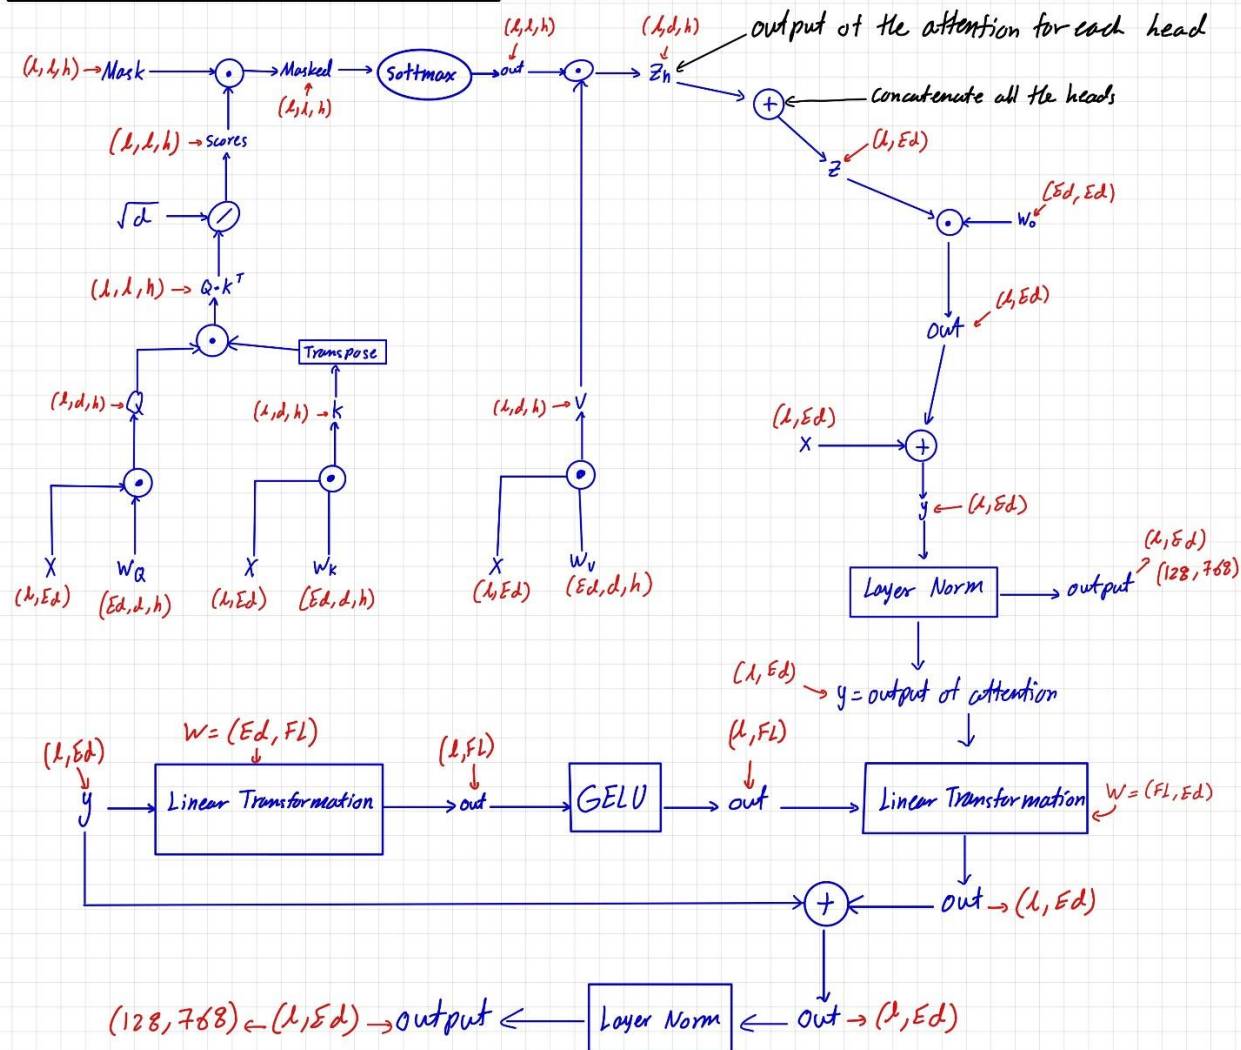 (l,l,h)
(l,d,h)
output of the attention for each head
(l,l,h) → Mask
Masked
Softmax
out
Zh
(l,l,h)
concatenate all the heads
(l,l,h) → scores
(l,Ed)
Z
√d
(Ed,Ed)
Wo
(l,l,h) → Q·K^T
(l,Ed)
out
Transpose
(l,d,h) → Q
(l,d,h) → K
(l,d,h) → V
(l,Ed)
X
y ← (l,Ed)
X
WQ
X
WK
X
WV
(l,Ed)
(Ed,d,h)
(l,Ed)
(Ed,d,h)
(l,Ed)
(Ed,d,h)
(l,Ed)
(128,768)
Layer Norm
output
(l,Ed)
y = output of attention
W = (Ed, FL)
(l,Ed)
(l,FL)
(l,FL)
y
Linear Transformation
out
GELU
out
Linear Transformation
W = (FL, Ed)
out → (l, Ed)
(128,768) ← (l,Ed) → output
Layer Norm
out → (l, Ed)